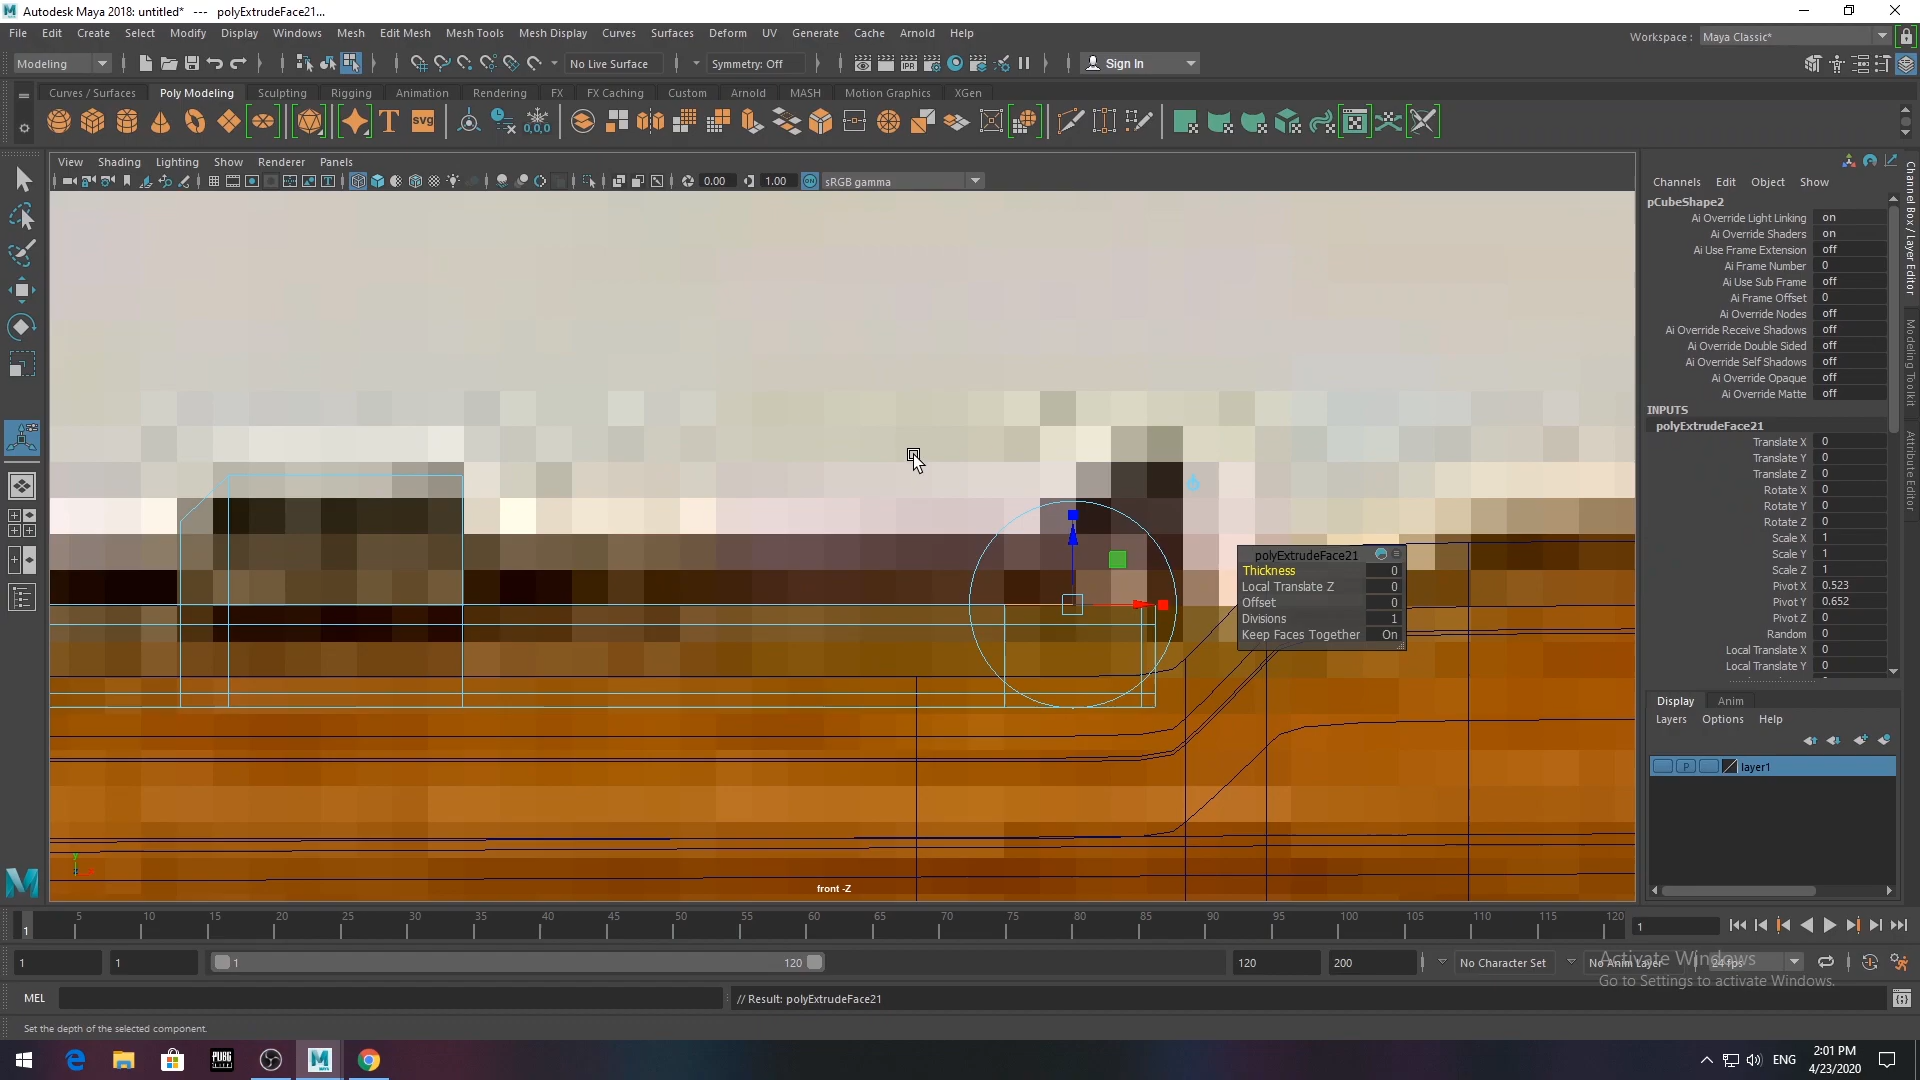 Autodesk Maya 2018: untitled*   ---   polyExtrudeFace21...
File Edit Create Select Modify Display Windows Mesh Edit Mesh Mesh Tools Mesh Display Curves Surfaces Deform UV Generate Cache Arnold Help
Workspace : Maya Classic*
Modeling No Live Surface Symmetry: Off Sign In
Curves / Surfaces Poly Modeling Sculpting Rigging Animation Rendering FX FX Caching Custom Arnold MASH Motion Graphics XGen
View Shading Lighting Show Renderer Panels
0.00 1.00 sRGB gamma
Channels Edit Object Show
pCubeShape2
Ai Override Light Linking on
Ai Override Shaders on
Ai Use Frame Extension off
Ai Frame Number 0
Ai Use Sub Frame off
Ai Frame Offset 0
Ai Override Nodes off
Ai Override Receive Shadows off
Ai Override Double Sided off
Ai Override Self Shadows off
Ai Override Opaque off
Ai Override Matte off
INPUTS
polyExtrudeFace21
Translate X 0
Translate Y 0
Translate Z 0
Rotate X 0
Rotate Y 0
Rotate Z 0
Scale X 1
Scale Y 1
Scale Z 1
Pivot X 0.523
Pivot Y 0.652
Pivot Z 0
Random 0
Local Translate X 0
Local Translate Y 0
Channel Box / Layer Editor
Modeling Toolkit
Attribute Editor
polyExtrudeFace21
Thickness 0
Local Translate Z 0
Offset 0
Divisions 1
Keep Faces Together On
Display Anim
Layers Options Help
P layer1
front -Z
5 10 15 20 25 30 35 40 45 50 55 60 65 70 75 80 85 90 95 100 105 110 115 120
1 1
1 1 1 120 120 200 No Character Set No Anim Layer 24 fps
Activate Windows
Go to Settings to activate Windows.
MEL // Result: polyExtrudeFace21
Set the depth of the selected component.
ENG 2:01 PM
4/23/2020